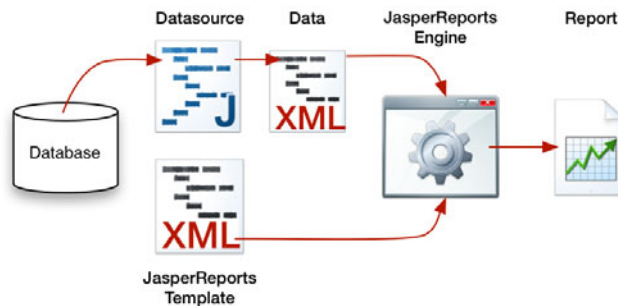 Datasource
Data
JasperReports
Engine
Report
Database
J
XML
XML
JasperReports
Template